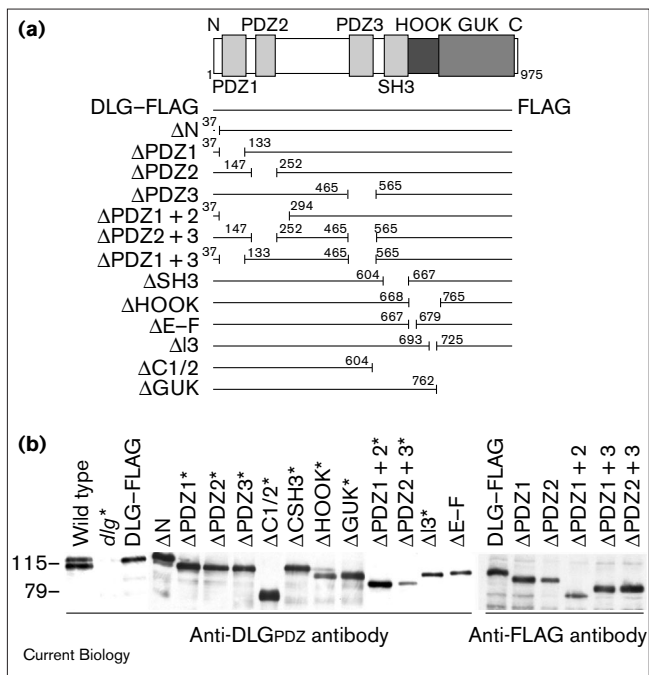 (a)
N PDZ2 PDZ3 HOOK GUK C
1 975
PDZ1 SH3
DLG–FLAG FLAG
ΔN 37
ΔPDZ1 37 133
ΔPDZ2 147 252
ΔPDZ3 465 565
ΔPDZ1 + 2 37 294
ΔPDZ2 + 3 147 252 465 565
ΔPDZ1 + 3 37 133 465 565
ΔSH3 604 667
ΔHOOK 668 765
ΔE–F 667 679
ΔI3 693 725
ΔC1/2 604
ΔGUK 762
(b)
Wild type
dlg*
DLG–FLAG
ΔN
ΔPDZ1*
ΔPDZ2*
ΔPDZ3*
ΔC1/2*
ΔCSH3*
ΔHOOK*
ΔGUK*
ΔPDZ1 + 2*
ΔPDZ2 + 3*
ΔI3*
ΔE–F
DLG–FLAG
ΔPDZ1
ΔPDZ2
ΔPDZ1 + 2
ΔPDZ1 + 3
ΔPDZ2 + 3
115–
79–
Anti-DLGPDZ antibody Anti-FLAG antibody
Current Biology